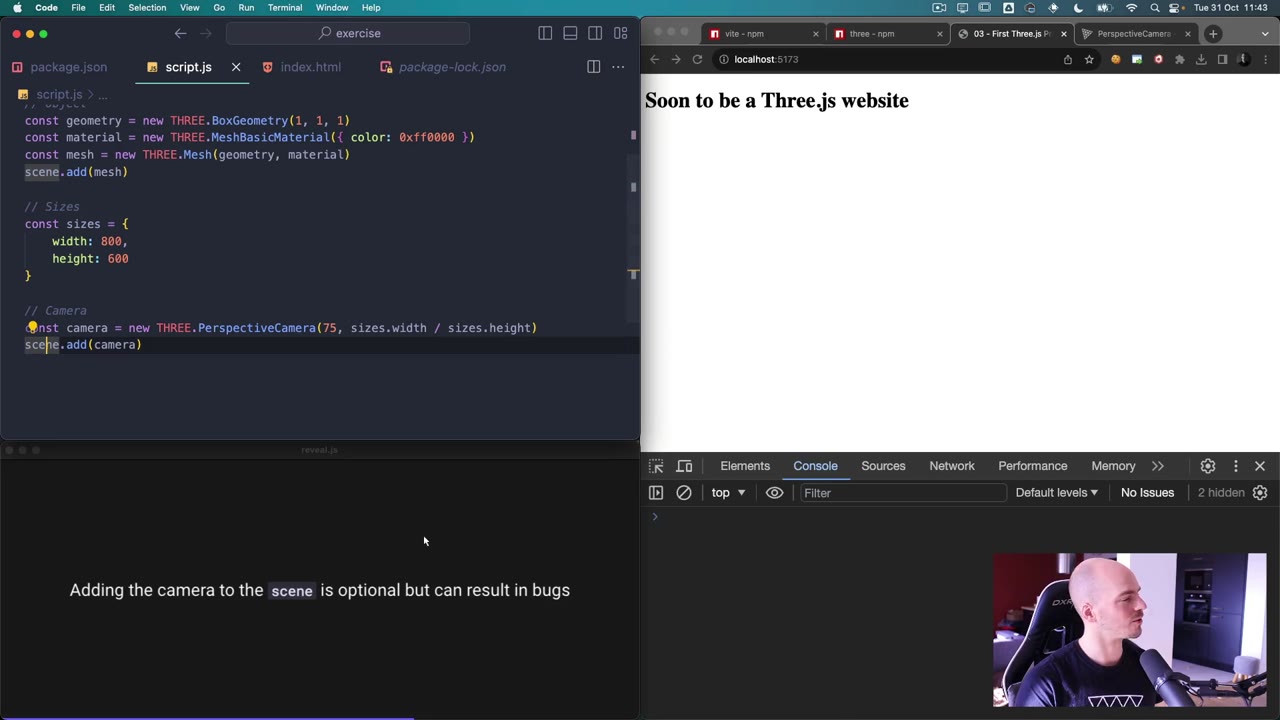 Code File Edit Selection View Go Run Terminal Window Help
Tue 31 Oct 11:43
exercise
package.json script.js index.html package-lock.json
script.js > ...
// Object
const geometry = new THREE.BoxGeometry(1, 1, 1)
const material = new THREE.MeshBasicMaterial({ color: 0xff0000 })
const mesh = new THREE.Mesh(geometry, material)
scene.add(mesh)
// Sizes
const sizes = {
width: 800,
height: 600
}
// Camera
const camera = new THREE.PerspectiveCamera(75, sizes.width / sizes.height)
scene.add(camera)
reveal.js
Adding the camera to the scene is optional but can result in bugs
vite - npm three - npm 03 - First Three.js P PerspectiveCamera
localhost:5173
Soon to be a Three.js website
Elements Console Sources Network Performance Memory
top Filter Default levels No Issues 2 hidden
DXR